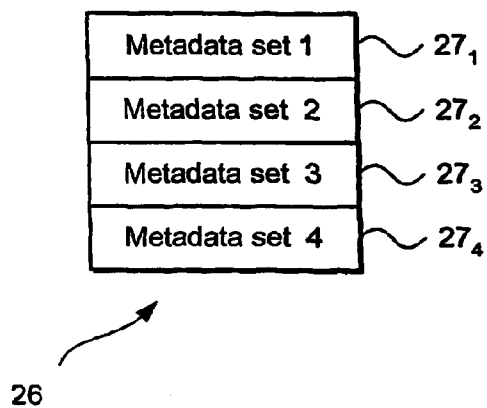 Metadata set 1 27₁
Metadata set 2 27₂
Metadata set 3 27₃
Metadata set 4 27₄
26